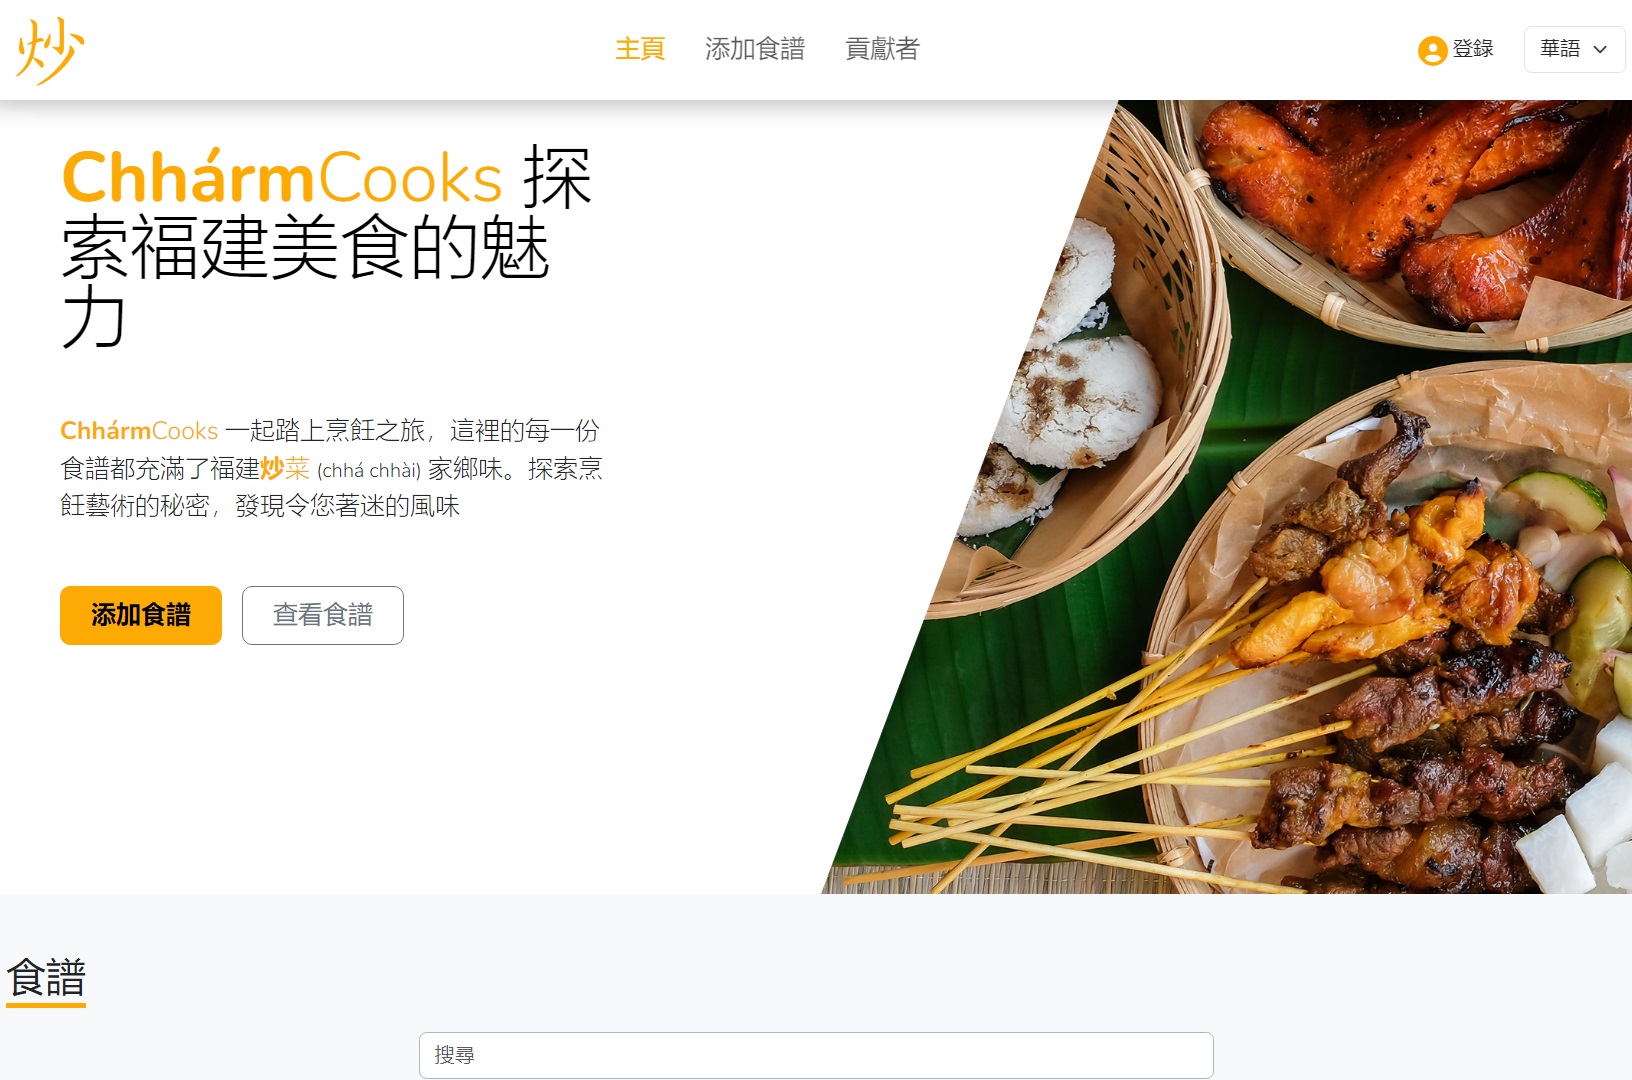 炒
主頁
添加食譜
貢獻者
登錄
華語
ChhármCooks 探
索福建美食的魅
力
ChhármCooks 一起踏上烹飪之旅，這裡的每一份
食譜都充滿了福建炒菜 (chhá chhài) 家鄉味。探索烹
飪藝術的秘密，發現令您著迷的風味
添加食譜
查看食譜
食譜
搜尋